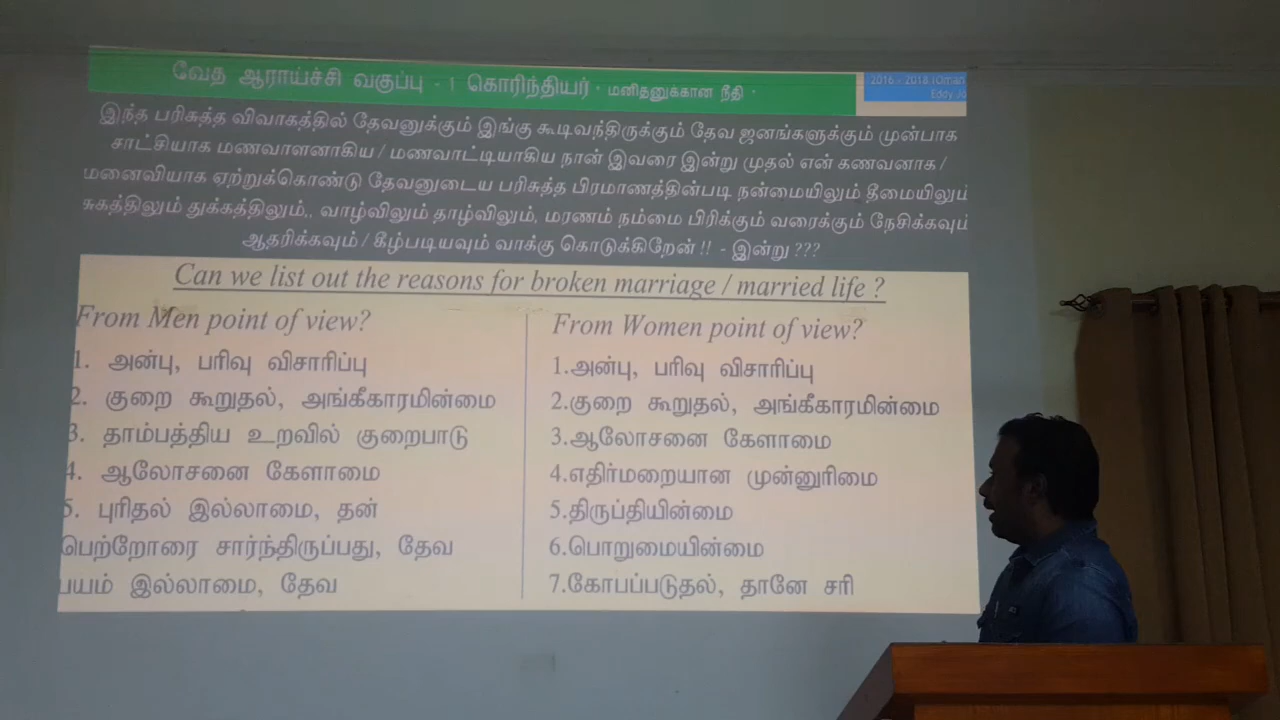 வேத ஆராய்ச்சி வகுப்பு - 1 கொரிந்தியர் - மனிதனுக்கான நீதி -
2016 - 2018
Eddy Jo
இந்த பரிசுத்த விவாகத்தில் தேவனுக்கும் இங்கு கூடிவந்திருக்கும் தேவ ஜனங்களுக்கும் முன்பாக
சாட்சியாக மணவாளனாகிய / மணவாட்டியாகிய நான் இவரை இன்று முதல் என் கணவனாக /
மனைவியாக ஏற்றுக்கொண்டு தேவனுடைய பரிசுத்த பிரமாணத்தின்படி நன்மையிலும் தீமையிலும்
சுகத்திலும் துக்கத்திலும்,, வாழ்விலும் தாழ்விலும், மரணம் நம்மை பிரிக்கும் வரைக்கும் நேசிக்கவும்
ஆதரிக்கவும் / கீழ்படியவும் வாக்கு கொடுக்கிறேன் !! - இன்று ???
Can we list out the reasons for broken marriage / married life ?
From Men point of view?
1. அன்பு, பரிவு விசாரிப்பு
2. குறை கூறுதல், அங்கீகாரமின்மை
3. தாம்பத்திய உறவில் குறைபாடு
4. ஆலோசனை கேளாமை
5. புரிதல் இல்லாமை, தன்
பெற்றோரை சார்ந்திருப்பது, தேவ
பயம் இல்லாமை, தேவ
From Women point of view?
1.அன்பு, பரிவு விசாரிப்பு
2.குறை கூறுதல், அங்கீகாரமின்மை
3.ஆலோசனை கேளாமை
4.எதிர்மறையான முன்னுரிமை
5.திருப்தியின்மை
6.பொறுமையின்மை
7.கோபப்படுதல், தானே சரி